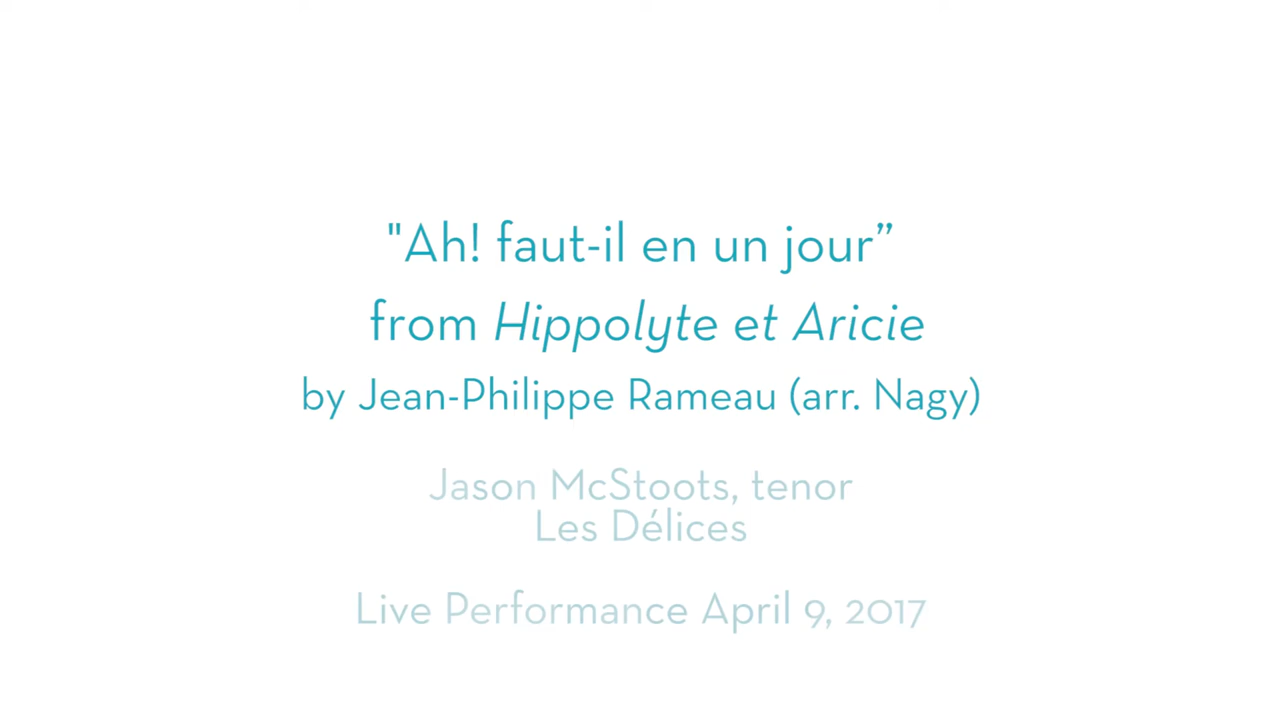 "Ah! faut-il en un jour”
from Hippolyte et Aricie
by Jean-Philippe Rameau (arr. Nagy)
Jason McStoots, tenor
Les Délices
Live Performance April 9, 2017